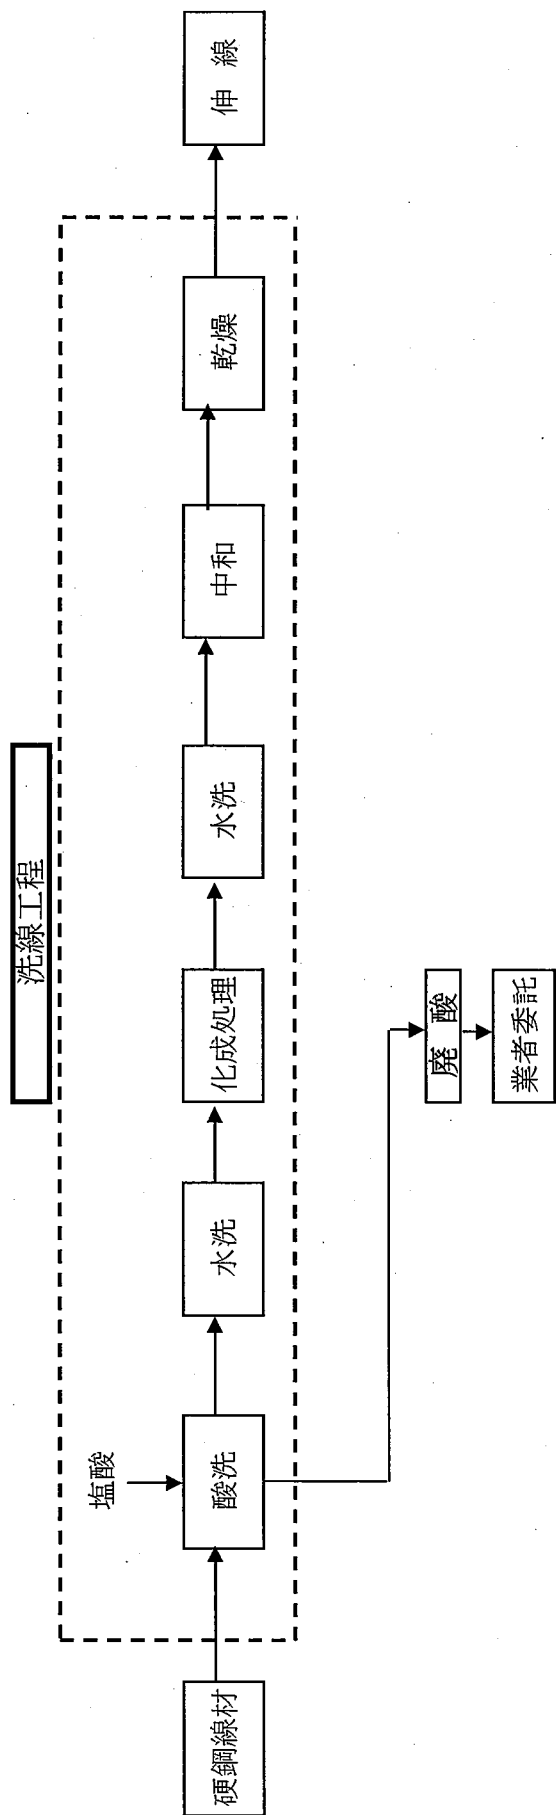 洗線工程
塩酸
硬鋼線材
酸洗
水洗
化成処理
水洗
中和
乾燥
伸 線
廃 酸
業者委託